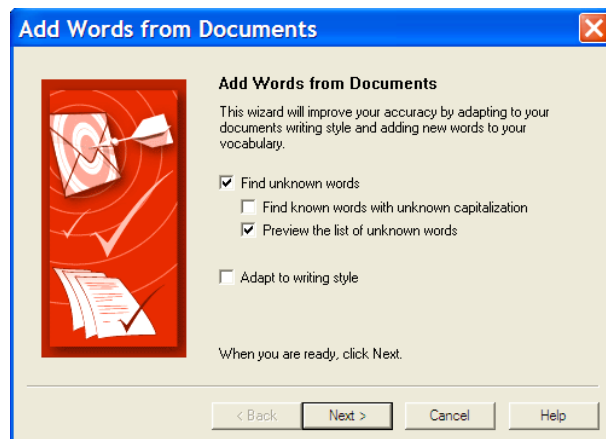 Add Words from Documents
Add Words from Documents
This wizard will improve your accuracy by adapting to your
documents writing style and adding new words to your
vocabulary.
Find unknown words
Find known words with unknown capitalization
Preview the list of unknown words
Adapt to writing style
When you are ready, click Next.
< Back Next > Cancel Help